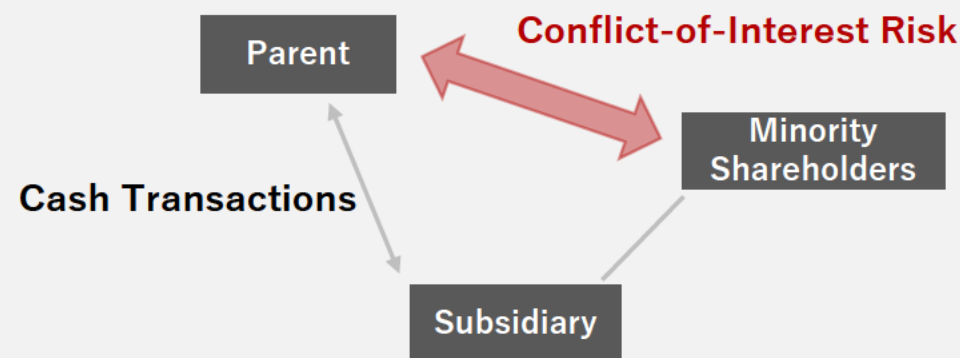 Conflict-of-Interest Risk
Parent
Minority
Shareholders
Cash Transactions
Subsidiary